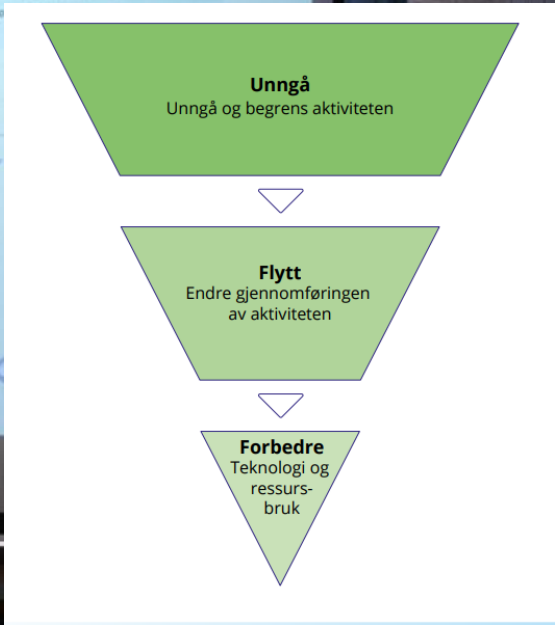 Unngå
Unngå og begrens aktiviteten
Flytt
Endre gjennomføringen
av aktiviteten
Forbedre
Teknologi og
ressurs-
bruk